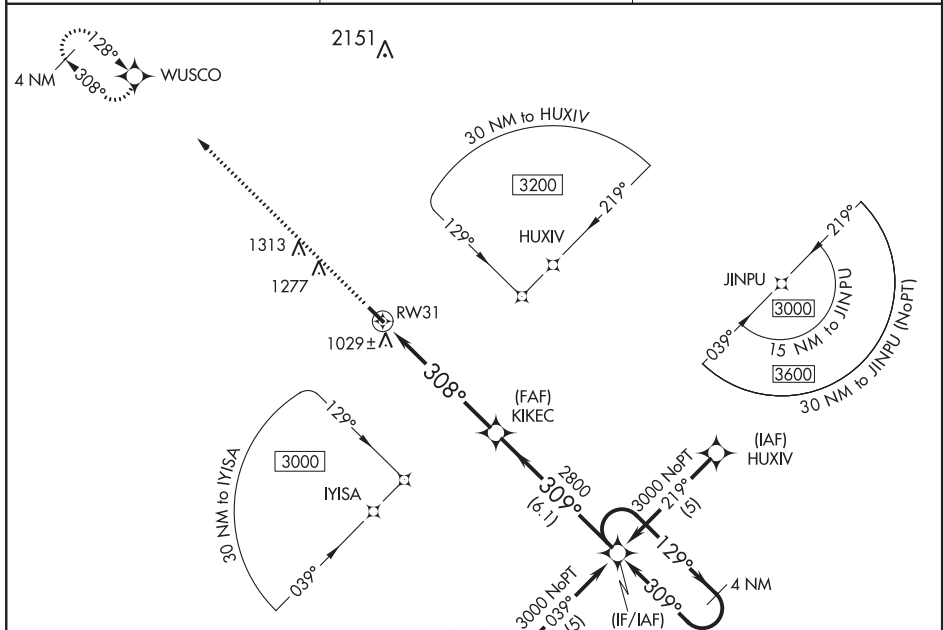 2151
128°
308°
4 NM
WUSCO
30 NM to HUXIV
3200
129°
219°
HUXIV
1313
1277
RW31
1029±
219°
JINPU
3000
15 NM to JINPU
039°
3600
30 NM to JINPU (NoPT)
308°
(FAF)
KIKEC
129°
3000
30 NM to IYISA
IYISA
039°
2800
309°
(6.1)
(IAF)
HUXIV
3000 NoPT
219°
(5)
129°
309°
4 NM
3000 NoPT
039°
(5)
(IF/IAF)